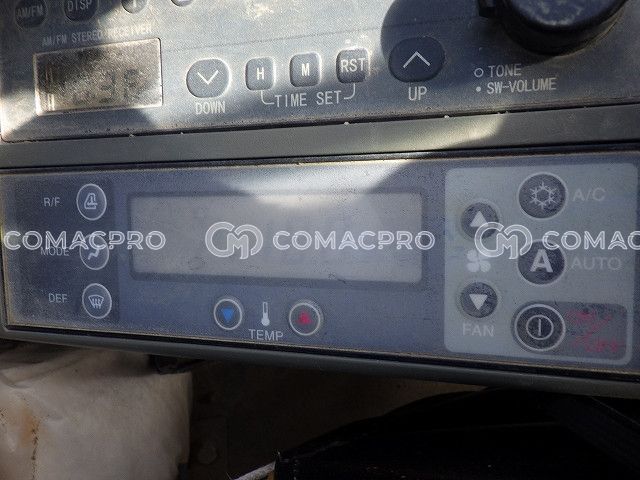 AM/FM DISP
AM/FM STEREO RECEIVER
DOWN
H M RST
TIME SET
UP
TONE
SW-VOLUME
R/F
MODE
DEF
TEMP
A/C
A AUTO
FAN
COMACPRO COMACPRO COMAC